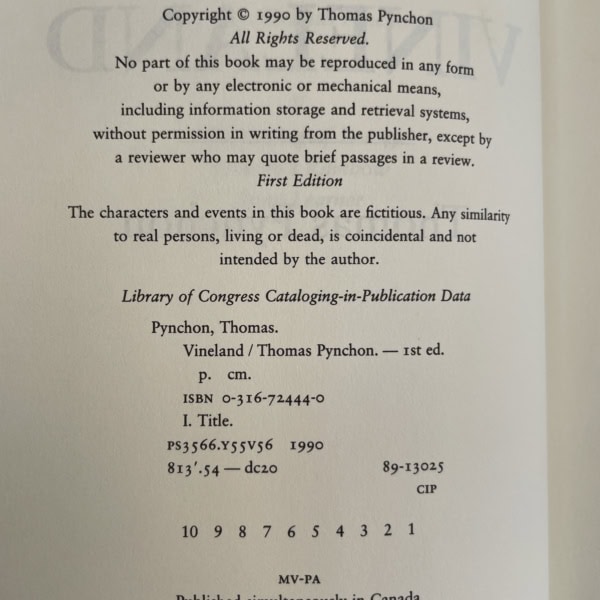 Copyright © 1990 by Thomas Pynchon
All Rights Reserved.
No part of this book may be reproduced in any form
or by any electronic or mechanical means,
including information storage and retrieval systems,
without permission in writing from the publisher, except by
a reviewer who may quote brief passages in a review.
First Edition
The characters and events in this book are fictitious. Any similarity
to real persons, living or dead, is coincidental and not
intended by the author.
Library of Congress Cataloging-in-Publication Data
Pynchon, Thomas.
Vineland / Thomas Pynchon. — 1st ed.
p. cm.
ISBN 0-316-72444-0
I. Title.
PS3566.Y55V56 1990
813'.54 — dc20 89-13025
CIP
10 9 8 7 6 5 4 3 2 1
MV-PA
Published simultaneously in Canada